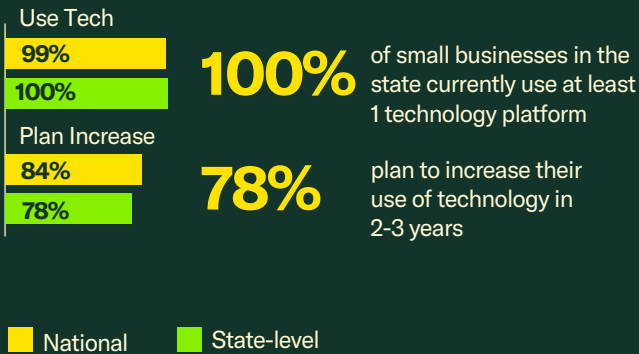 Use Tech
99%
100%
100%
of small businesses in the
state currently use at least
1 technology platform
Plan Increase
84%
78%
78%
plan to increase their
use of technology in
2-3 years
National
State-level